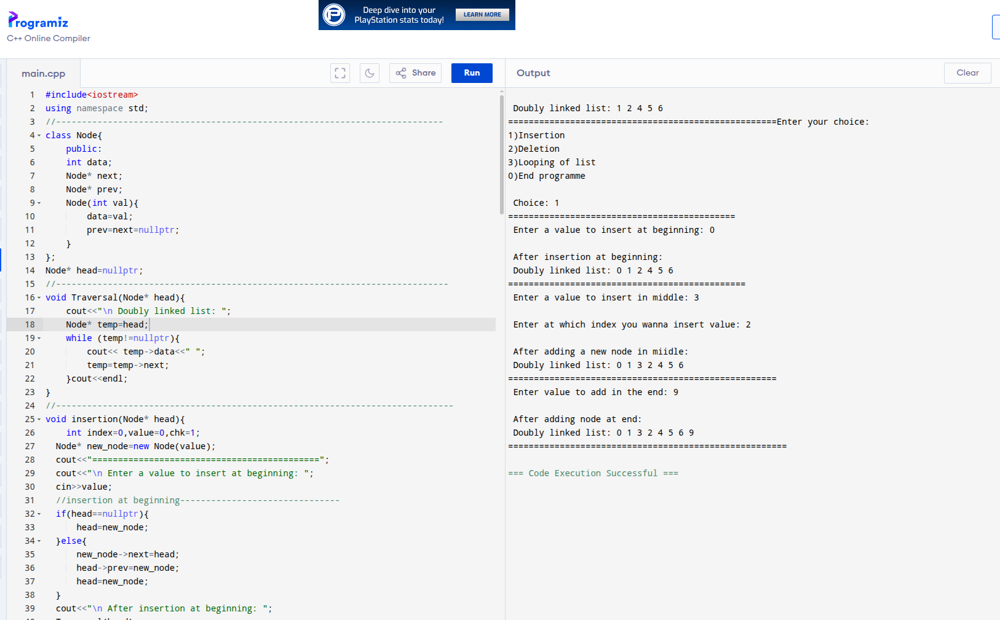 Programiz
C++ Online Compiler
Deep dive into your
PlayStation stats today!
LEARN MORE
main.cpp
Share
Run
Output
Clear
1 #include<iostream>
2 using namespace std;
3 //---------------------------------------------------------------------------
4 class Node{
5     public:
6     int data;
7     Node* next;
8     Node* prev;
9     Node(int val){
10         data=val;
11         prev=next=nullptr;
12     }
13 };
14 Node* head=nullptr;
15 //----------------------------------------------------------------------------
16 void Traversal(Node* head){
17     cout<<"\n Doubly linked list: ";
18     Node* temp=head;
19     while (temp!=nullptr){
20         cout<< temp->data<<" ";
21         temp=temp->next;
22     }cout<<endl;
23 }
24 //-----------------------------------------------------------------------------
25 void insertion(Node* head){
26     int index=0,value=0,chk=1;
27   Node* new_node=new Node(value);
28   cout<<"============================================";
29   cout<<"\n Enter a value to insert at beginning: ";
30   cin>>value;
31   //insertion at beginning-------------------------------
32   if(head==nullptr){
33       head=new_node;
34   }else{
35       new_node->next=head;
36       head->prev=new_node;
37       head=new_node;
38   }
39   cout<<"\n After insertion at beginning: ";
Doubly linked list: 1 2 4 5 6
====================================================Enter your choice:
1)Insertion
2)Deletion
3)Looping of list
0)End programme
Choice: 1
============================================
Enter a value to insert at beginning: 0
After insertion at beginning:
Doubly linked list: 0 1 2 4 5 6
==============================================
Enter a value to insert in middle: 3
Enter at which index you wanna insert value: 2
After adding a new node in miidle:
Doubly linked list: 0 1 3 2 4 5 6
====================================================
Enter value to add in the end: 9
After adding node at end:
Doubly linked list: 0 1 3 2 4 5 6 9
======================================================
=== Code Execution Successful ===